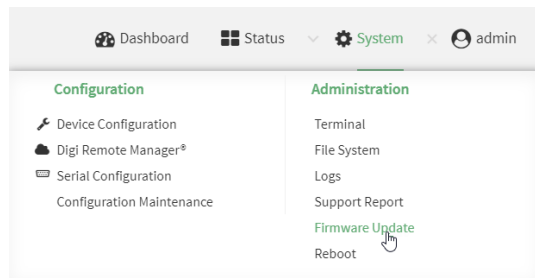 Dashboard Status System admin
Configuration
Device Configuration
Digi Remote Manager®
Serial Configuration
Configuration Maintenance
Administration
Terminal
File System
Logs
Support Report
Firmware Update
Reboot